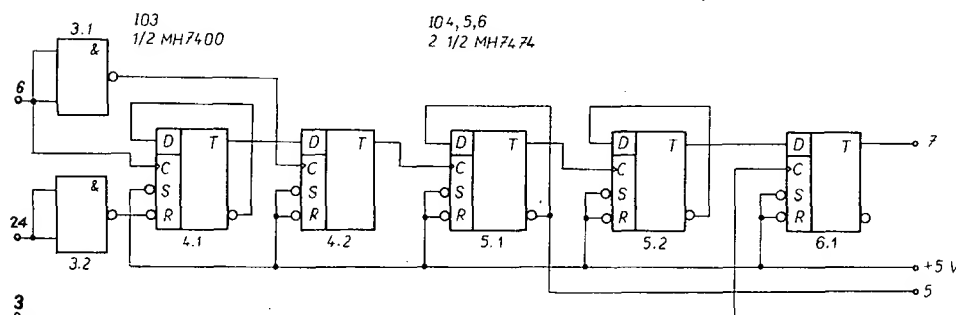 3.1
IO3
1/2 MH7400
IO4,5,6
2 1/2 MH7474
&
6
D T
C
S
R
4.1
D T
C
S
R
4.2
D T
C
S
R
5.1
D T
C
S
R
5.2
D T
C
S
R
6.1
7
&
24
3.2
+5 V
5
3